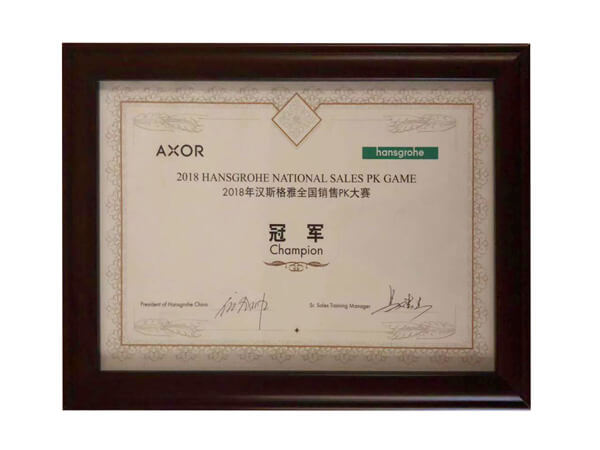 AXOR
hansgrohe
2018 HANSGROHE NATIONAL SALES PK GAME
2018年汉斯格雅全国销售PK大赛
冠 军
Champion
President of Hansgrohe China
Sr. Sales Training Manager